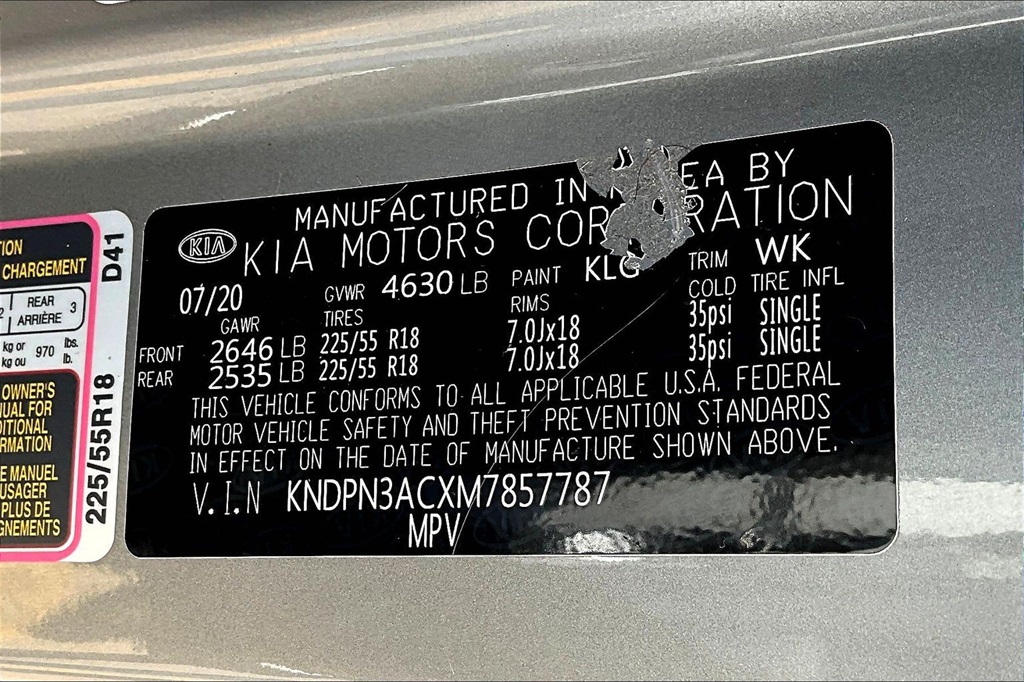 TION
CHARGEMENT
REAR 3
ARRIÈRE
kg or 970 lbs.
kg ou lb.
OWNER'S
UAL FOR
DITIONAL
RMATION
E MANUEL
USAGER
PLUS DE
GNEMENTS
D41
225/55R18
MANUFACTURED IN EA BY
KIA
KIA MOTORS COR RATION
07/20 GVWR 4630 LB PAINT KLG TRIM WK
GAWR TIRES RIMS COLD TIRE INFL
FRONT 2646 LB 225/55 R18 7.0Jx18 35psi SINGLE
REAR 2535 LB 225/55 R18 7.0Jx18 35psi SINGLE
THIS VEHICLE CONFORMS TO ALL APPLICABLE U.S.A. FEDERAL
MOTOR VEHICLE SAFETY AND THEFT PREVENTION STANDARDS
IN EFFECT ON THE DATE OF MANUFACTURE SHOWN ABOVE.
V.I.N KNDPN3ACXM7857787
MPV